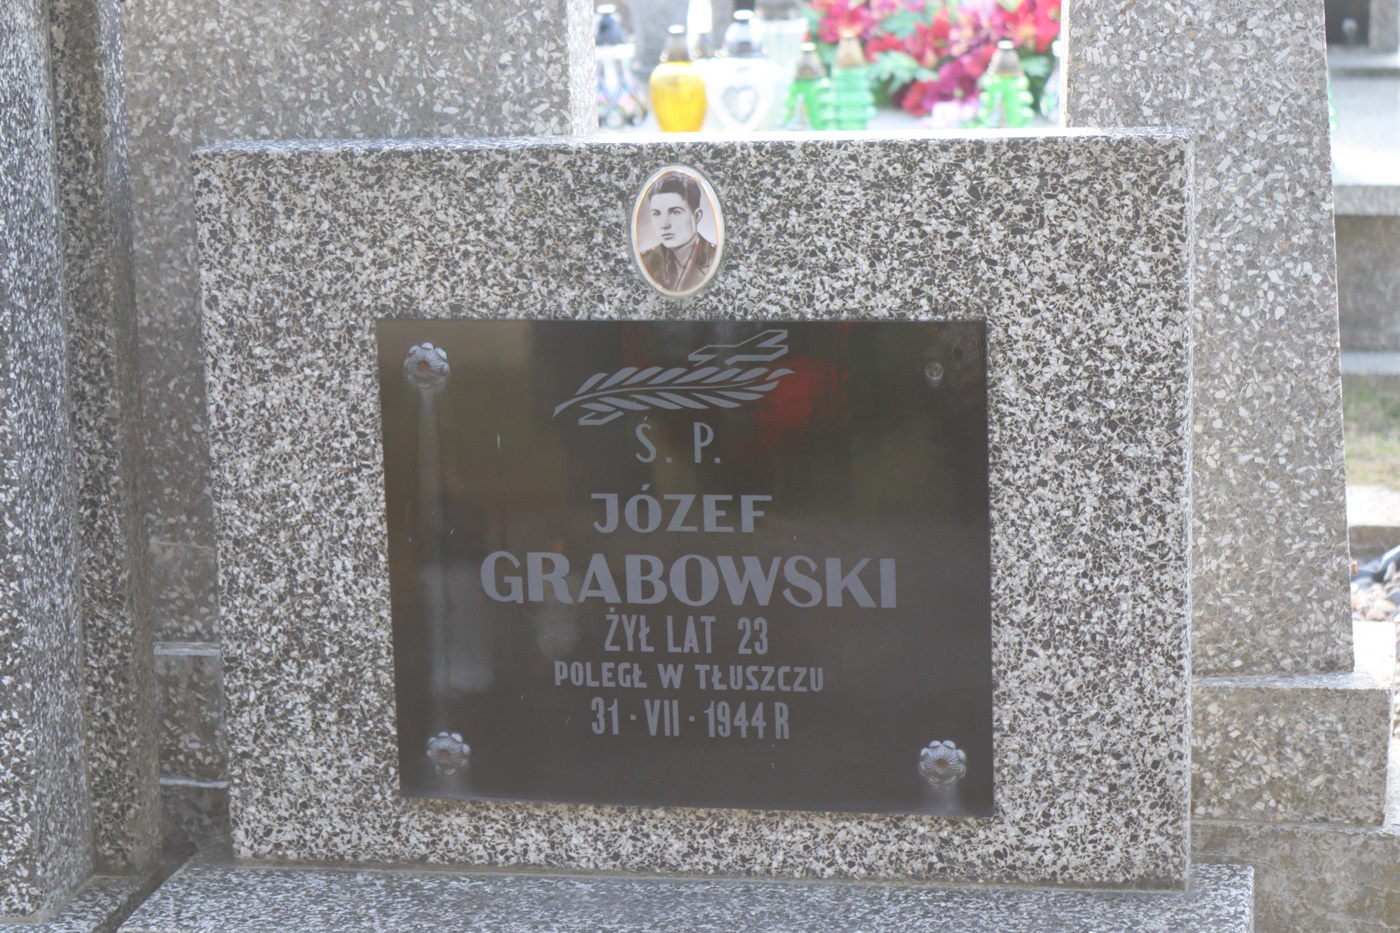 Ś. P.
JÓZEF
GRABOWSKI
ŻYŁ LAT 23
POLEGŁ W TŁUSZCZU
31 · VII · 1944 R